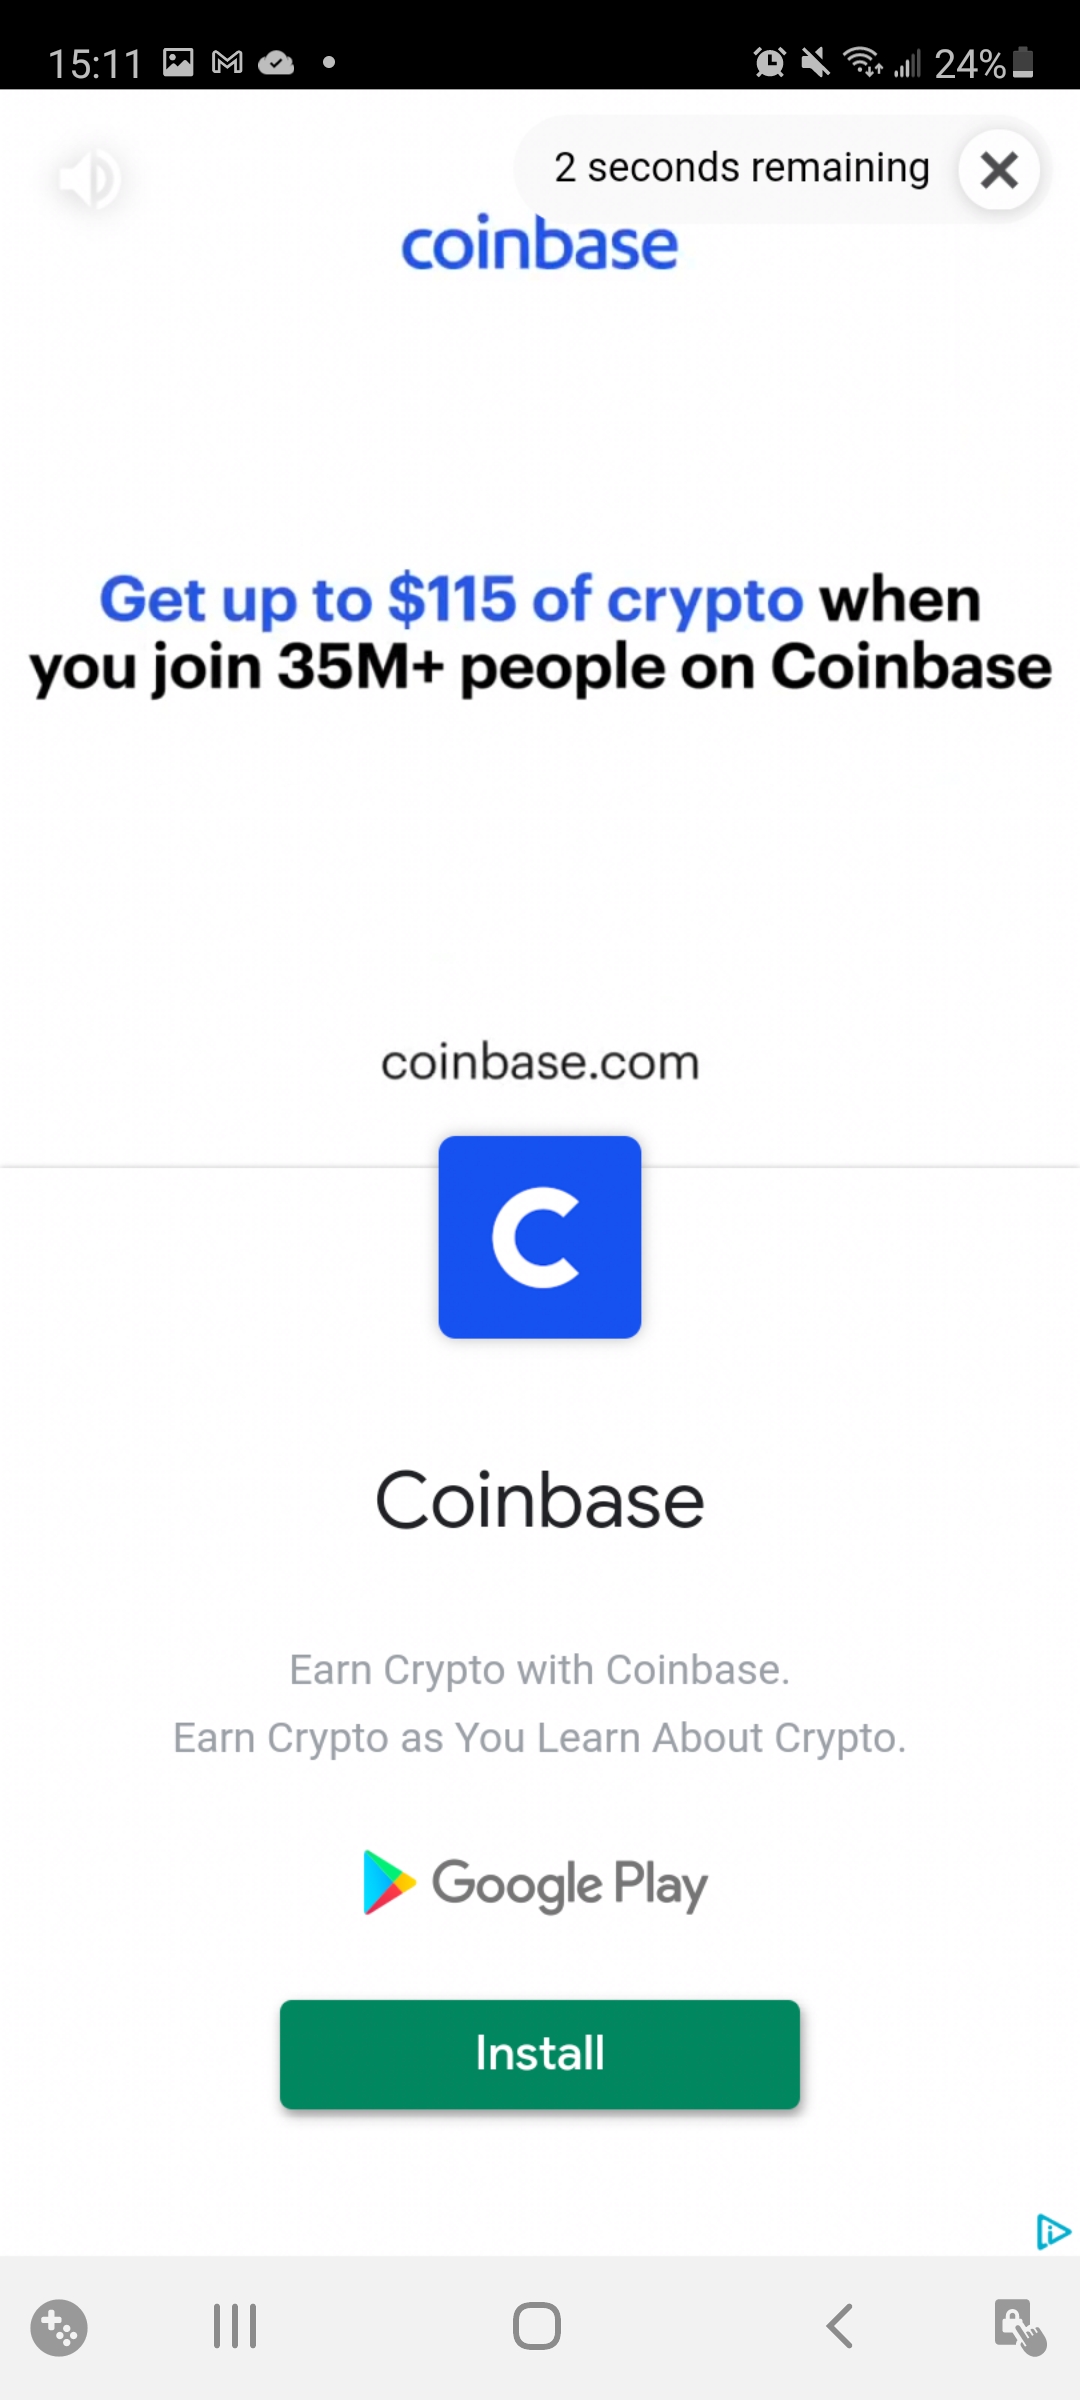 15:11
24%
2 seconds remaining
coinbase
Get up to $115 of crypto when
you join 35M+ people on Coinbase
coinbase.com
C
Coinbase
Earn Crypto with Coinbase.
Earn Crypto as You Learn About Crypto.
Google Play
Install